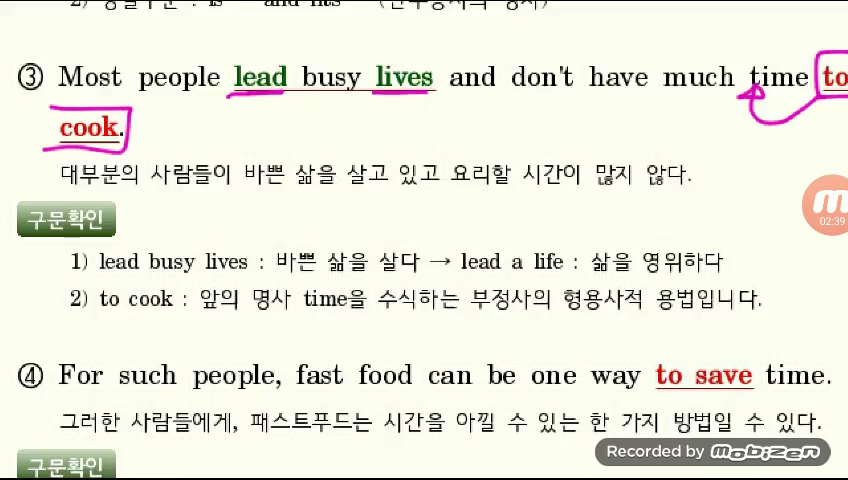 ③ Most people lead busy lives and don't have much time to
cook.
대부분의 사람들이 바쁜 삶을 살고 있고 요리할 시간이 많지 않다.
구문확인
1) lead busy lives : 바쁜 삶을 살다 → lead a life : 삶을 영위하다
2) to cook : 앞의 명사 time을 수식하는 부정사의 형용사적 용법입니다.
④ For such people, fast food can be one way to save time.
그러한 사람들에게, 패스트푸드는 시간을 아낄 수 있는 한 가지 방법일 수 있다.
구문확인
02:39
Recorded by mobizen